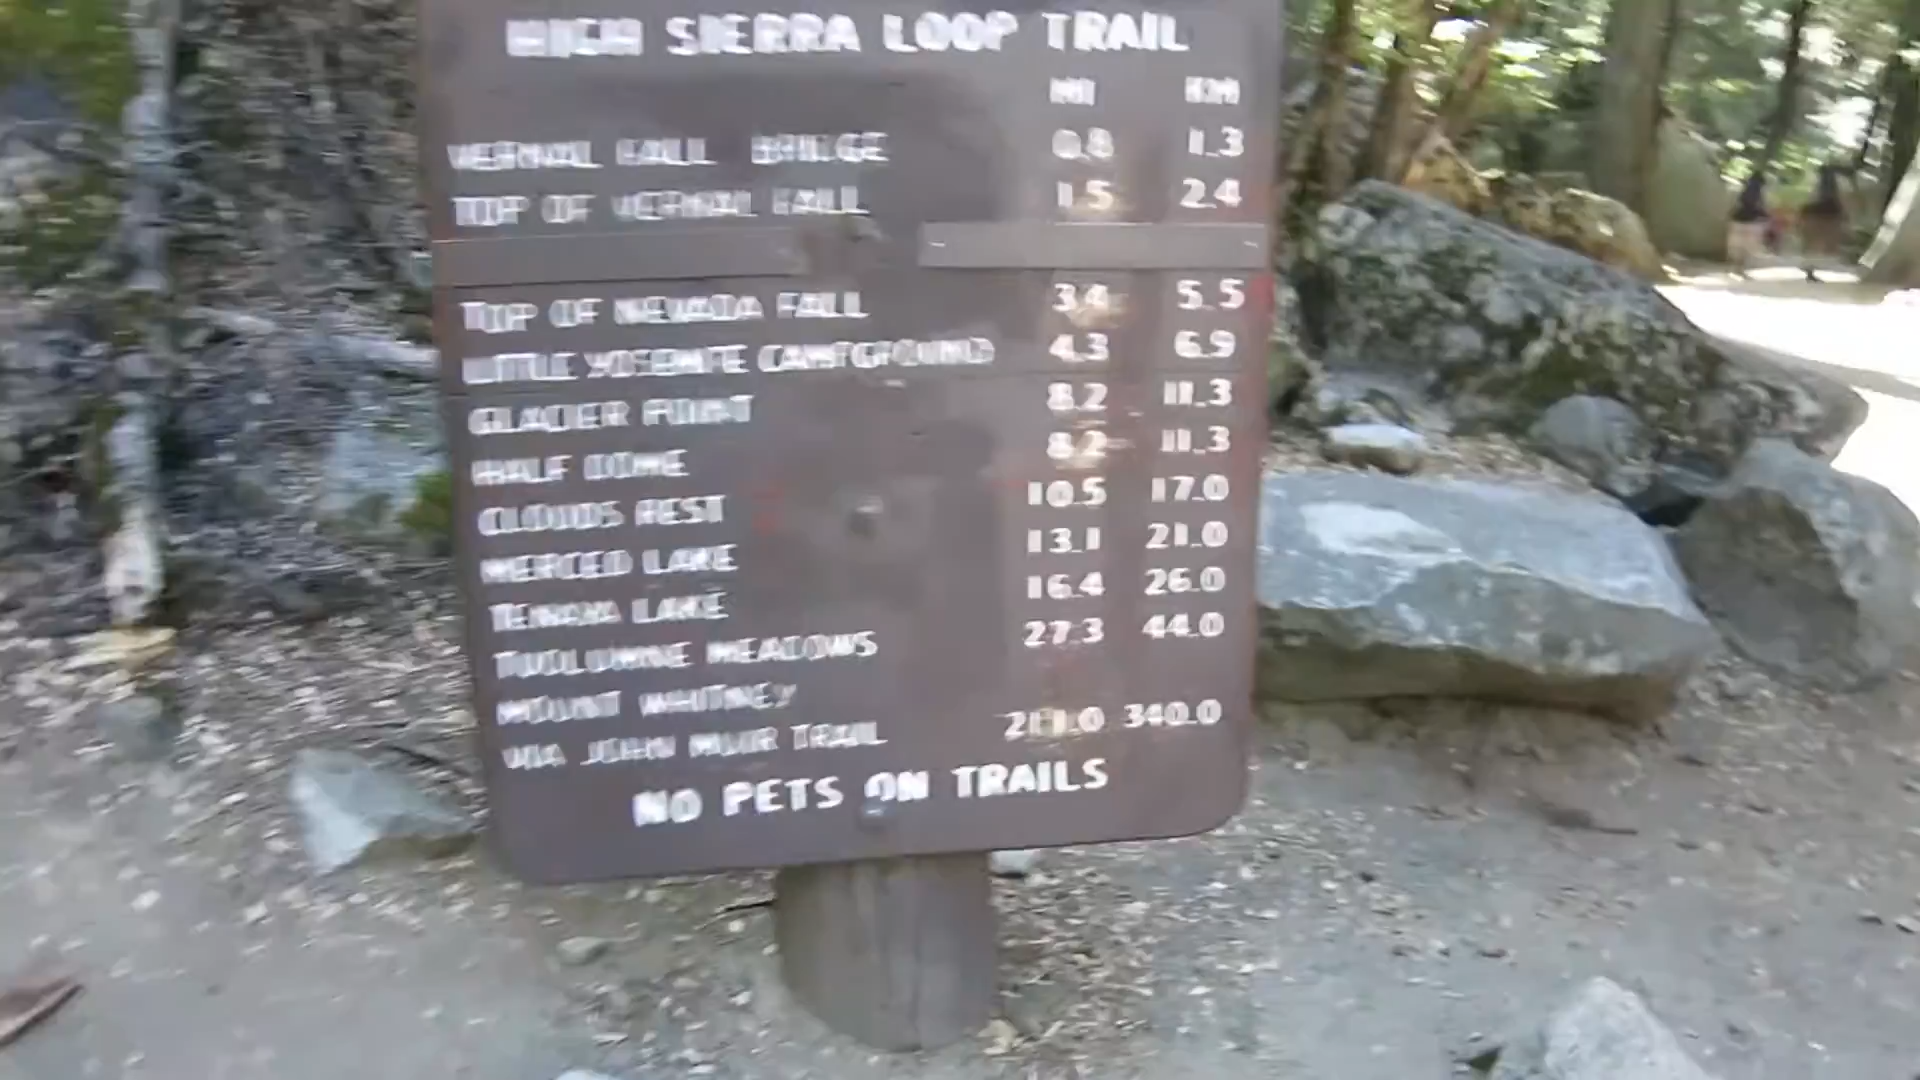 HIGH SIERRA LOOP TRAIL
MI KM
VERNAL FALL BRIDGE 0.8 1.3
TOP OF VERNAL FALL 1.5 2.4
TOP OF NEVADA FALL 3.4 5.5
LITTLE YOSEMITE CAMPGROUND 4.3 6.9
GLACIER POINT 8.2 11.3
HALF DOME 8.2 11.3
CLOUDS REST 10.5 17.0
MERCED LAKE 13.1 21.0
TENAYA LAKE 16.4 26.0
TUOLUMNE MEADOWS 27.3 44.0
MOUNT WHITNEY
VIA JOHN MUIR TRAIL 211.0 340.0
NO PETS ON TRAILS